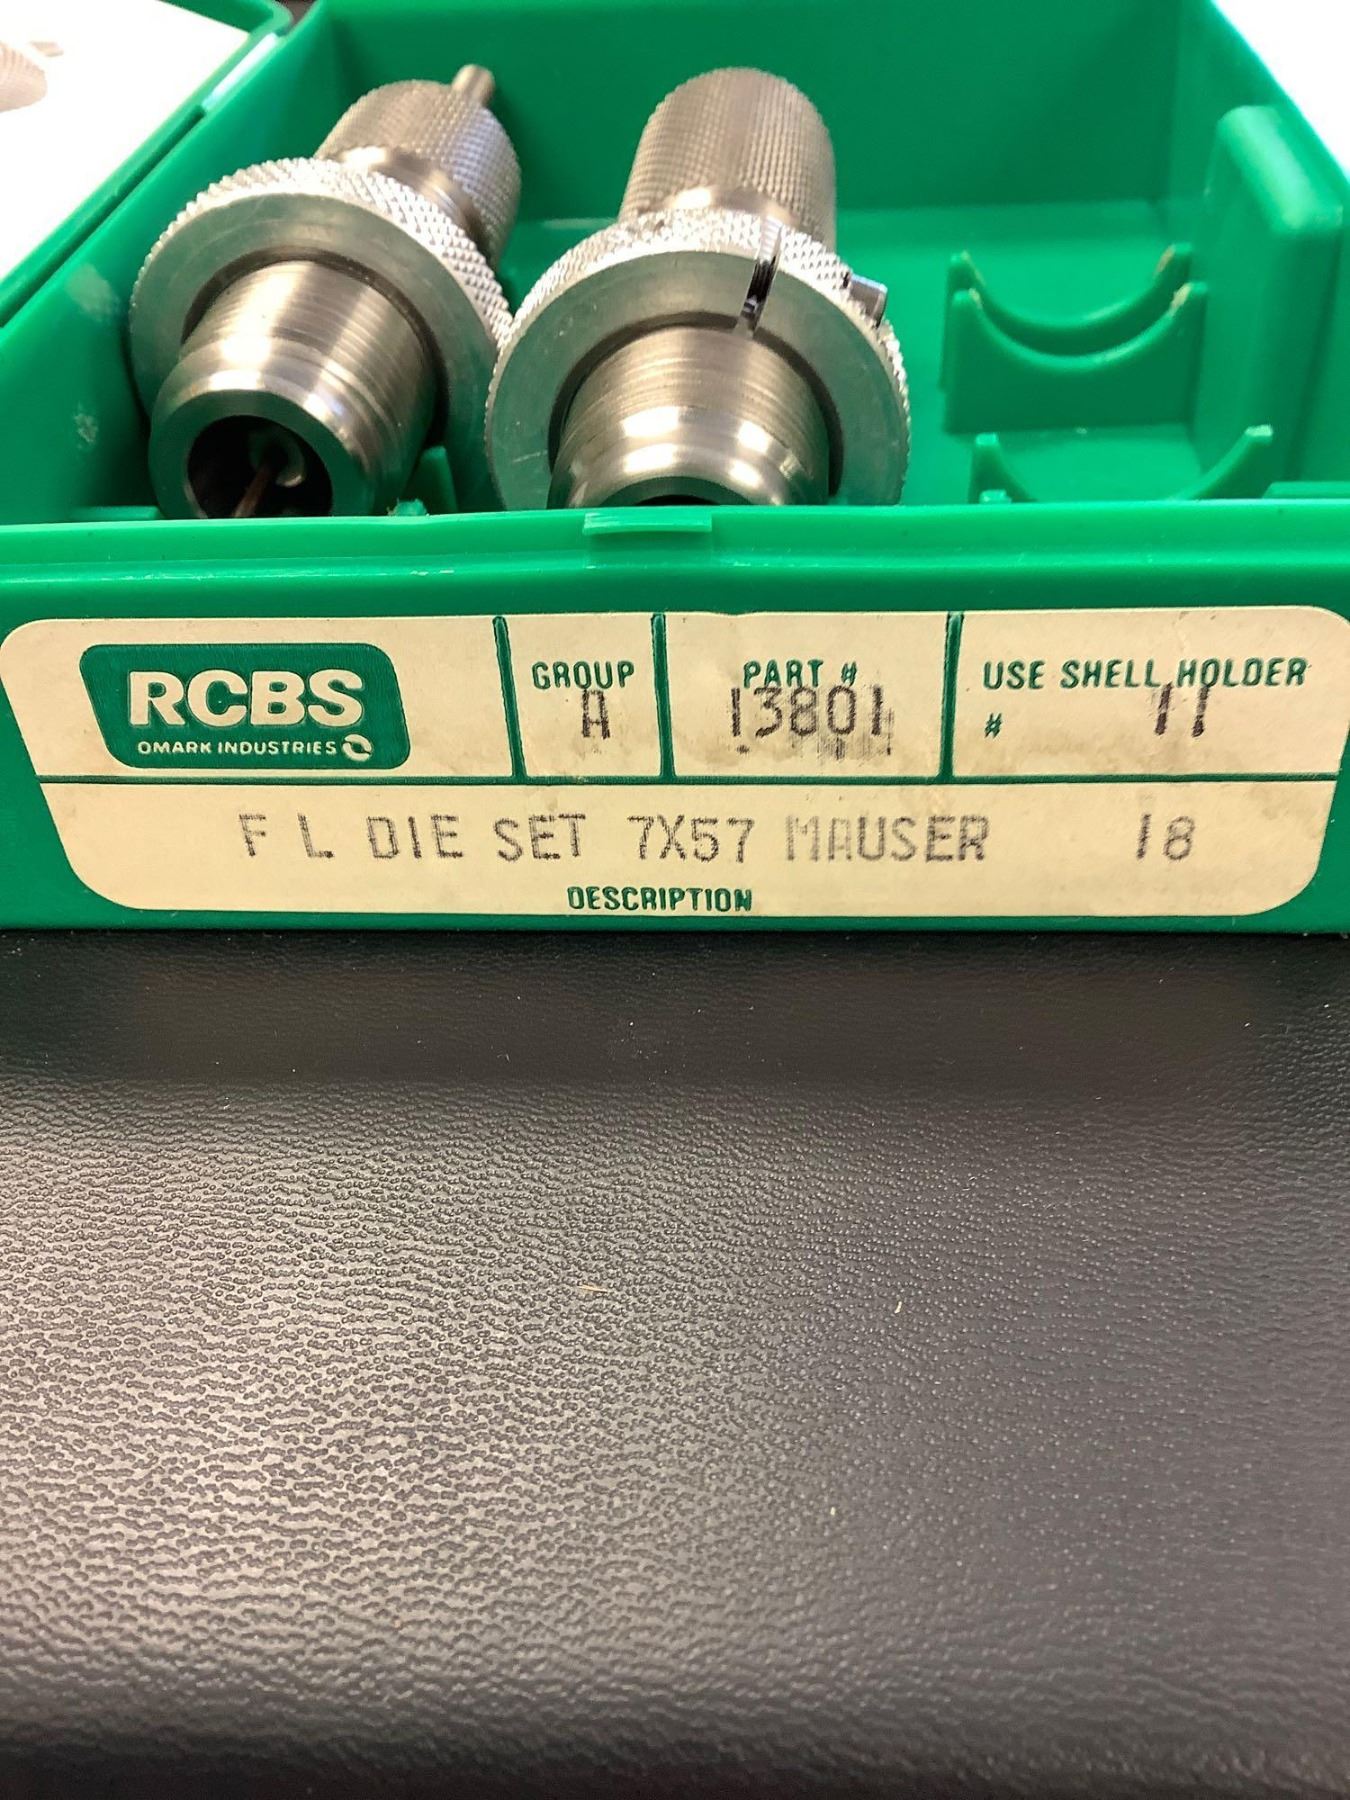 RCBS
OMARK INDUSTRIES
GROUP
A
PART #
13801
USE SHELL HOLDER
# 11
F L DIE SET 7X57 MAUSER 18
DESCRIPTION